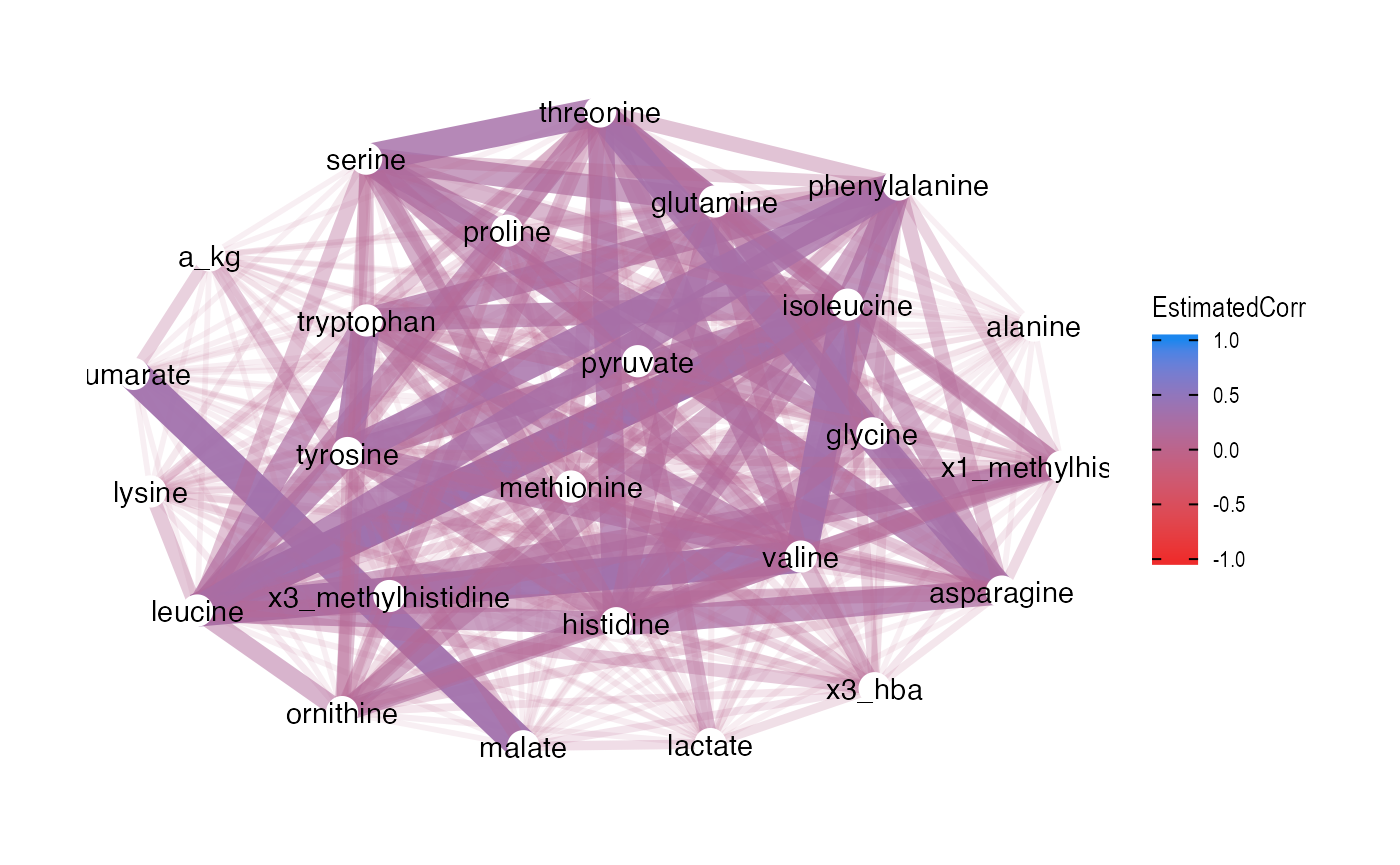 threonine
serine
phenylalanine
glutamine
proline
a_kg
isoleucine
tryptophan
alanine
pyruvate
umarate
glycine
tyrosine
x1_methylhis
methionine
lysine
valine
asparagine
x3_methylhistidine
leucine
histidine
x3_hba
ornithine
malate
lactate
EstimatedCorr
1.0
0.5
0.0
-0.5
-1.0